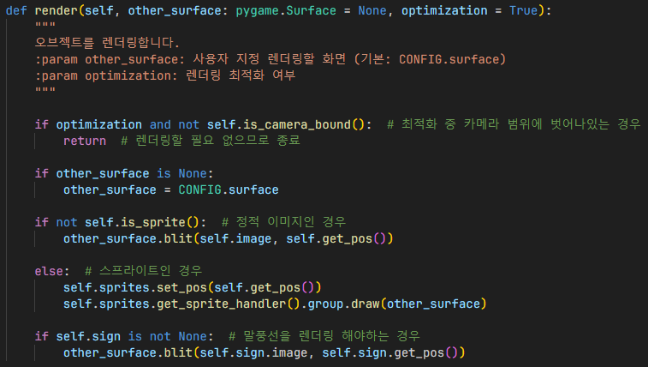 def render(self, other_surface: pygame.Surface = None, optimization = True):
    """
    오브젝트를 렌더링합니다.
    :param other_surface: 사용자 지정 렌더링할 화면 (기본: CONFIG.surface)
    :param optimization: 렌더링 최적화 여부
    """

    if optimization and not self.is_camera_bound():  # 최적화 중 카메라 범위에 벗어나있는 경우
        return  # 렌더링할 필요 없으므로 종료

    if other_surface is None:
        other_surface = CONFIG.surface

    if not self.is_sprite():  # 정적 이미지인 경우
        other_surface.blit(self.image, self.get_pos())

    else:  # 스프라이트인 경우
        self.sprites.set_pos(self.get_pos())
        self.sprites.get_sprite_handler().group.draw(other_surface)

    if self.sign is not None:  # 말풍선을 렌더링 해야하는 경우
        other_surface.blit(self.sign.image, self.sign.get_pos())